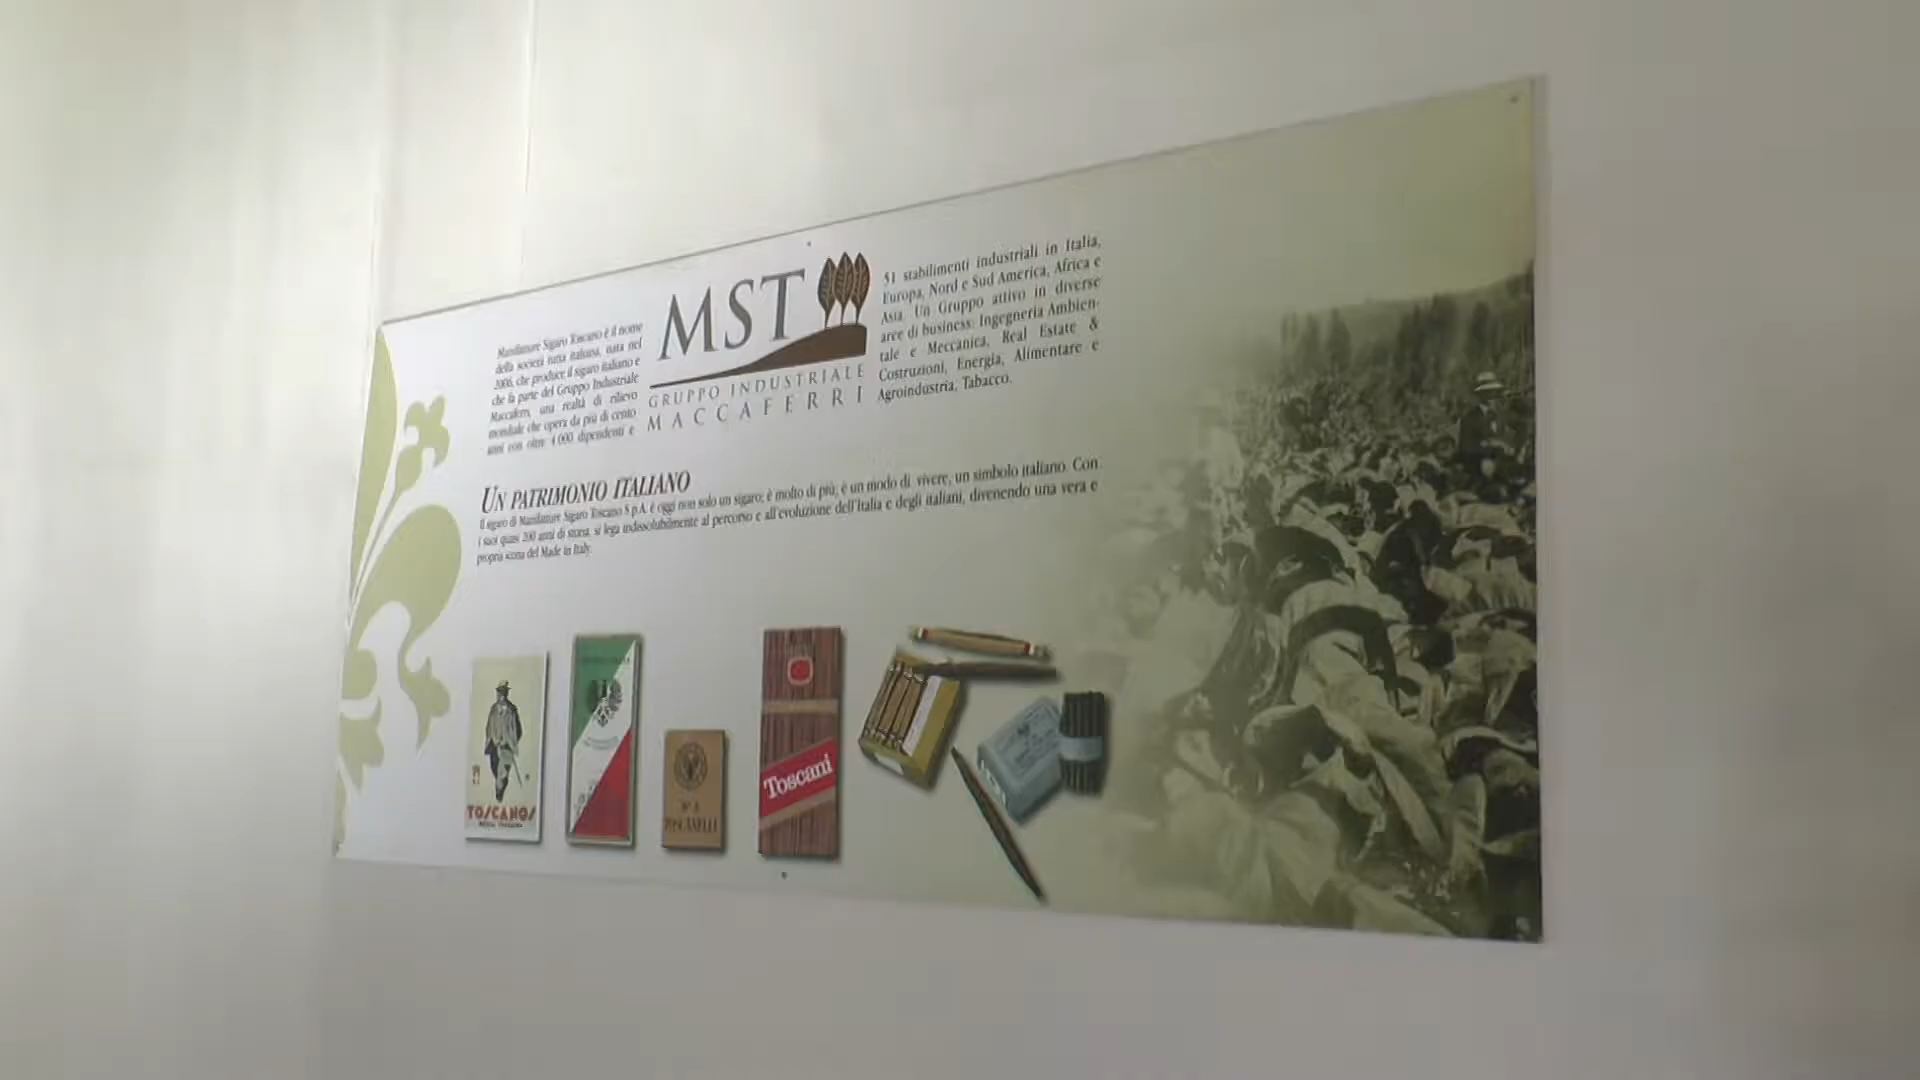 Manifatture Sigaro Toscano è il nome
della società tutta italiana, nata nel
2006, che produce il sigaro italiano e
che fa parte del Gruppo Industriale
Maccaferri, una realtà di rilievo
mondiale che opera da più di cento
anni con oltre 4.000 dipendenti e
MST
GRUPPO INDUSTRIALE
MACCAFERRI
51 stabilimenti industriali in Italia,
Europa, Nord e Sud America, Africa e
Asia. Un Gruppo attivo in diverse
aree di business: Ingegneria Ambien-
tale e Meccanica, Real Estate &
Costruzioni, Energia, Alimentare e
Agroindustria, Tabacco.
UN PATRIMONIO ITALIANO
Il sigaro di Manifatture Sigaro Toscano S.p.A. è oggi non solo un sigaro; è molto di più; è un modo di vivere, un simbolo italiano. Con
i suoi quasi 200 anni di storia, si lega indissolubilmente al percorso e all'evoluzione dell'Italia e degli italiani, divenendo una vera e
propria icona del Made in Italy.
TOSCANOS
Toscani